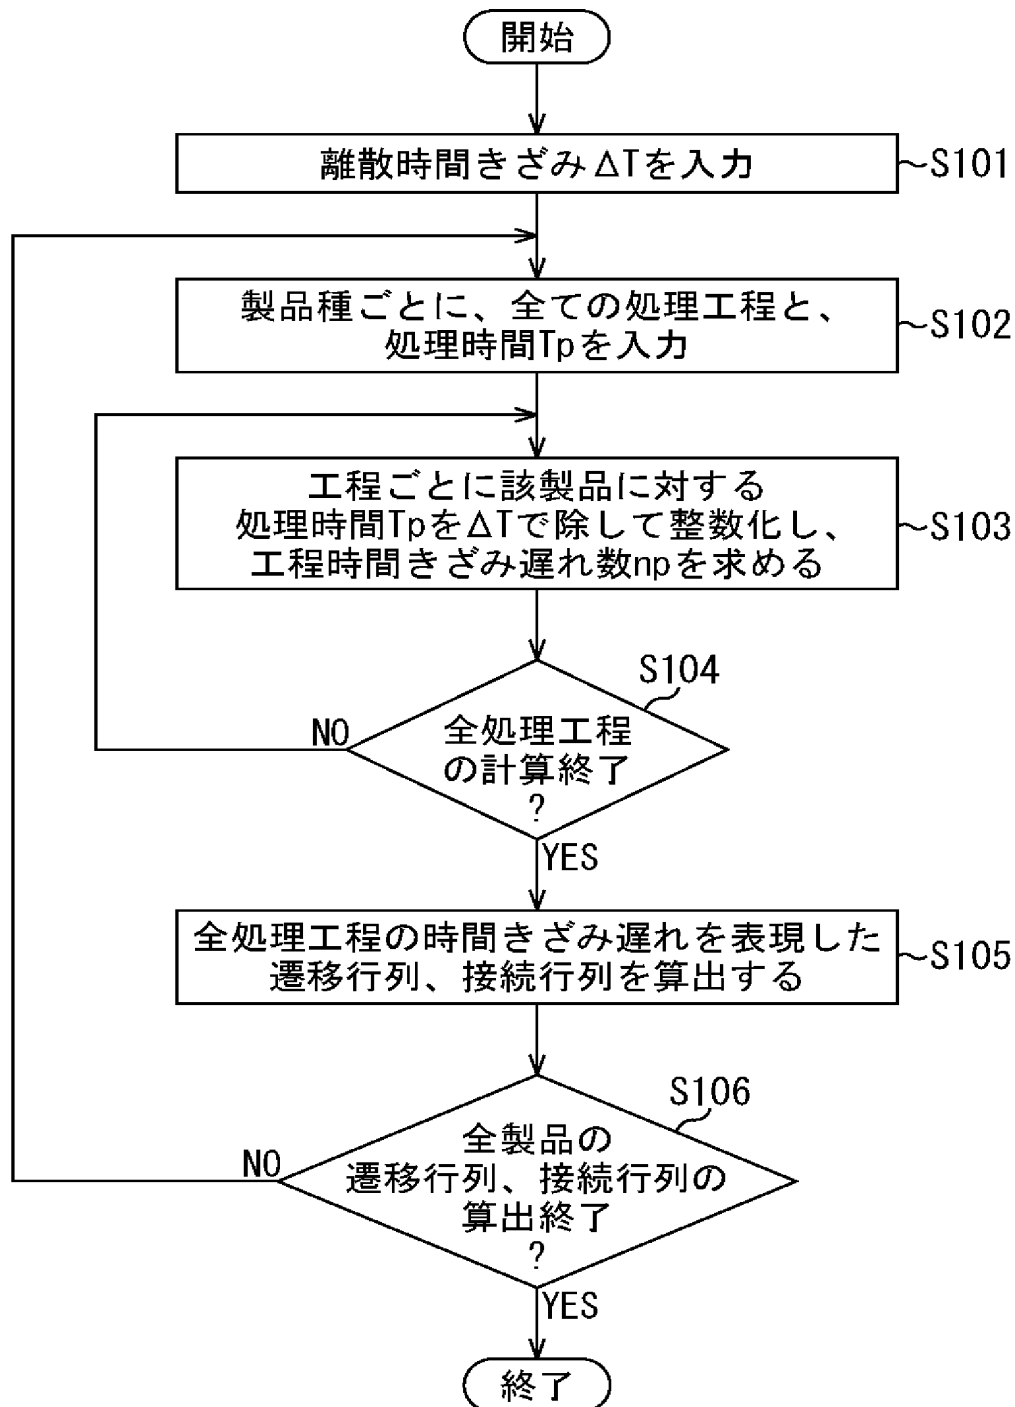 開始
離散時間きざみΔTを入力
S101
製品種ごとに、全ての処理工程と、
処理時間Tpを入力
S102
工程ごとに該製品に対する
処理時間TpをΔTで除して整数化し、
工程時間きざみ遅れ数npを求める
S103
S104
全処理工程
の計算終了
?
NO
YES
全処理工程の時間きざみ遅れを表現した
遷移行列、接続行列を算出する
S105
S106
全製品の
遷移行列、接続行列の
算出終了
?
NO
YES
終了